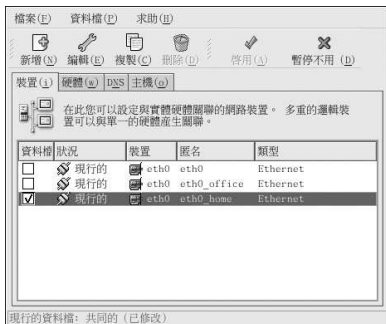 檔案(F) 資料檔(P) 求助(H)
新增(N) 編輯(E) 複製(C) 刪除(D) 啓用(A) 暫停不用 (D)
裝置(i) 硬體(w) DNS 主機(o)
在此您可以設定與實體硬體關聯的網路裝置。 多重的邏輯裝
置可以與單一的硬體產生關聯。
資料檔 狀況 裝置 匿名 類型
現行的 eth0 eth0 Ethernet
現行的 eth0 eth0_office Ethernet
現行的 eth0 eth0_home Ethernet
現行的資料檔: 共同的 (已修改)